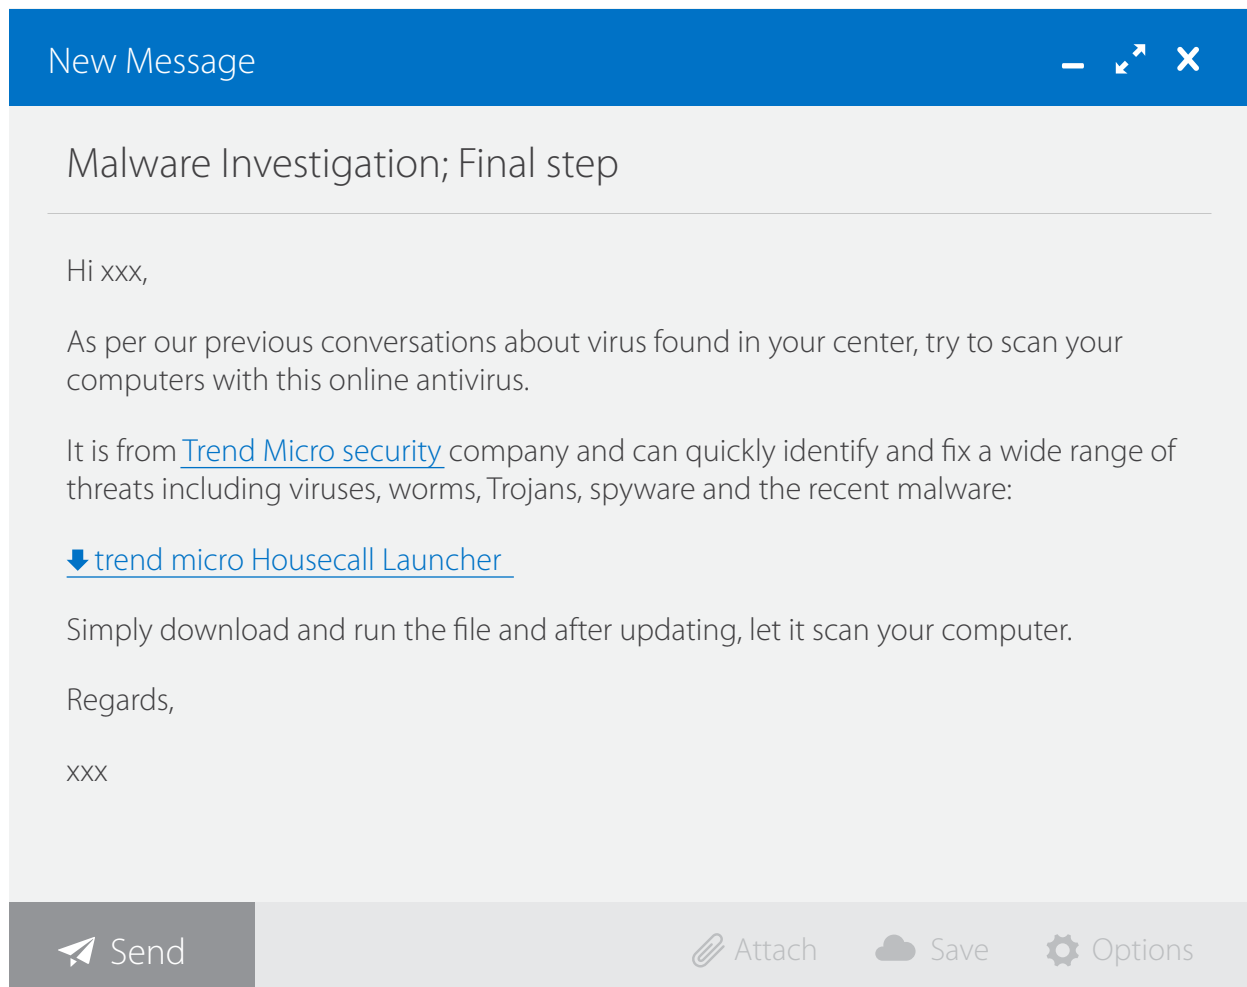 New Message
Malware Investigation; Final step
Hi xxx,
As per our previous conversations about virus found in your center, try to scan your
computers with this online antivirus.
It is from Trend Micro security company and can quickly identify and fix a wide range of
threats including viruses, worms, Trojans, spyware and the recent malware:
trend micro Housecall Launcher
Simply download and run the file and after updating, let it scan your computer.
Regards,
xxx
Send Attach Save Options